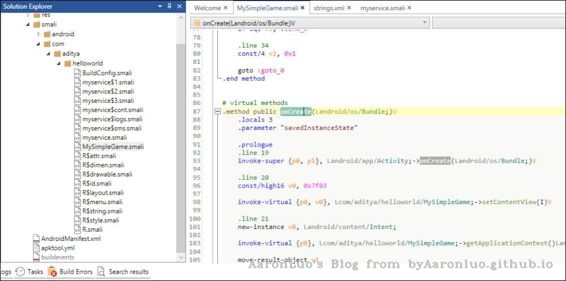 Solution Explorer
smali
android
com
aditya
helloworld
BuildConfig.smali
myservice$1.smali
myservice$2.smali
myservice$3.smali
myservice$cont.smali
myservice$logs.smali
myservice$sms.smali
myservice.smali
MySimpleGame.smali
R$attr.smali
R$dimen.smali
R$drawable.smali
R$id.smali
R$layout.smali
R$menu.smali
R$string.smali
R$style.smali
R.smali
AndroidManifest.xml
apktool.yml
buildevents
ogs
Tasks
Build Errors
Search results
Welcome
MySimpleGame.smali
strings.xml
myservice.smali
onCreate(Landroid/os/Bundle;)V
78
79 .line 34
80 const/4 v2, 0x1
81
82 goto :goto_0
83 .end method
84
85
86 # virtual methods
87 .method public onCreate(Landroid/os/Bundle;)V
88 .locals 3
89 .parameter "savedInstanceState"
90
91 .prologue
92 .line 19
93 invoke-super {p0, p1}, Landroid/app/Activity;->onCreate(Landroid/os/Bundle;)V
94
95 .line 20
96 const/high16 v0, 0x7f03
97
98 invoke-virtual {p0, v0}, Lcom/aditya/helloworld/MySimpleGame;->setContentView(I)V
99
100 .line 21
101 new-instance v0, Landroid/content/Intent;
102
103 invoke-virtual {p0}, Lcom/aditya/helloworld/MySimpleGame;->getApplicationContext()Lan
104
105 move-result-object v1
AaronLuo's Blog from byAaronluo.github.io